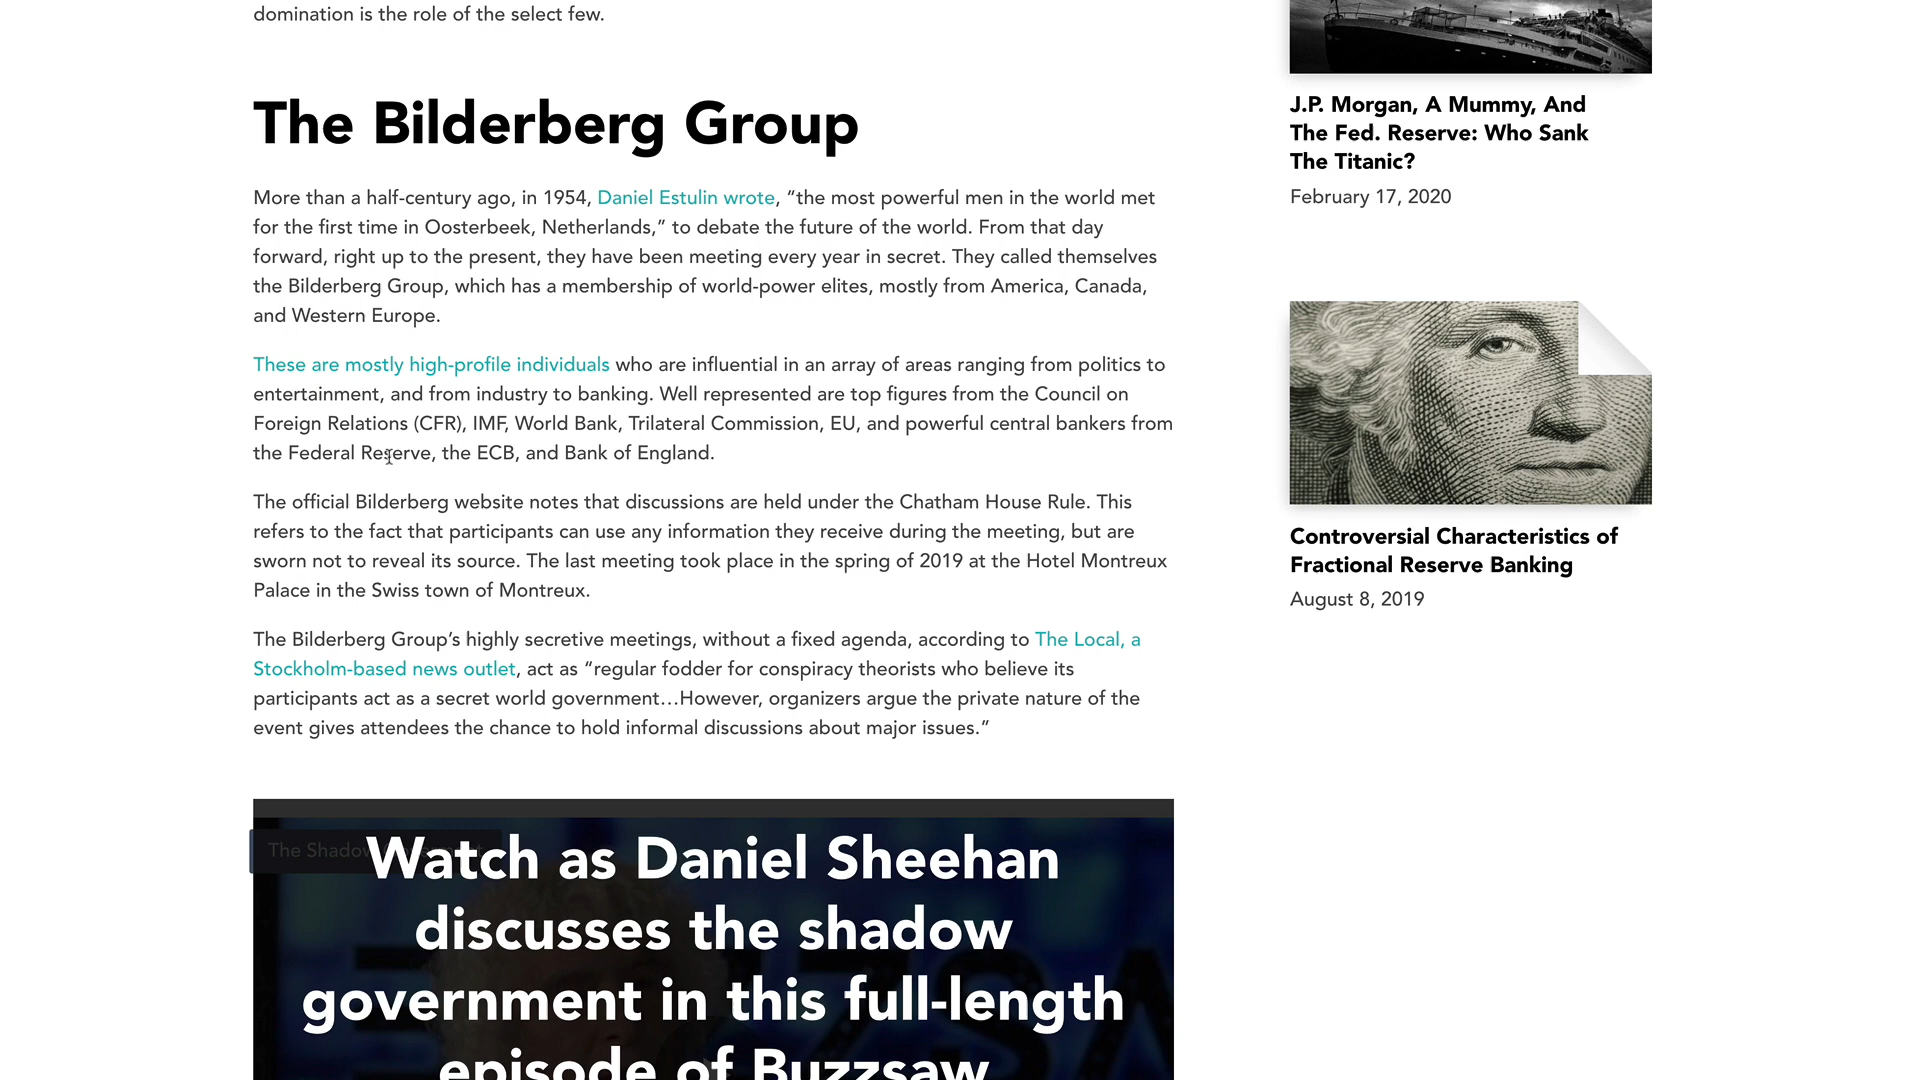 domination is the role of the select few.
The Bilderberg Group
More than a half-century ago, in 1954, Daniel Estulin wrote, “the most powerful men in the world met
for the first time in Oosterbeek, Netherlands,” to debate the future of the world. From that day
forward, right up to the present, they have been meeting every year in secret. They called themselves
the Bilderberg Group, which has a membership of world-power elites, mostly from America, Canada,
and Western Europe.
These are mostly high-profile individuals who are influential in an array of areas ranging from politics to
entertainment, and from industry to banking. Well represented are top figures from the Council on
Foreign Relations (CFR), IMF, World Bank, Trilateral Commission, EU, and powerful central bankers from
the Federal Reserve, the ECB, and Bank of England.
The official Bilderberg website notes that discussions are held under the Chatham House Rule. This
refers to the fact that participants can use any information they receive during the meeting, but are
sworn not to reveal its source. The last meeting took place in the spring of 2019 at the Hotel Montreux
Palace in the Swiss town of Montreux.
The Bilderberg Group’s highly secretive meetings, without a fixed agenda, according to The Local, a
Stockholm-based news outlet, act as “regular fodder for conspiracy theorists who believe its
participants act as a secret world government…However, organizers argue the private nature of the
event gives attendees the chance to hold informal discussions about major issues.”
The Shadow
Watch as Daniel Sheehan
discusses the shadow
government in this full-length
episode of Buzzsaw
J.P. Morgan, A Mummy, And
The Fed. Reserve: Who Sank
The Titanic?
February 17, 2020
Controversial Characteristics of
Fractional Reserve Banking
August 8, 2019